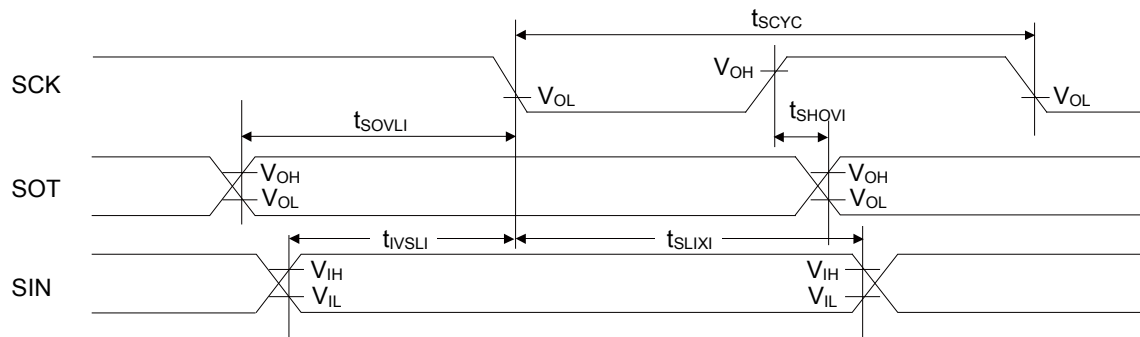 tSCYC
SCK
VOH
VOL
VOL
tSOVLI
tSHOVI
SOT
VOH
VOL
VOH
VOL
tIVSLI
tSLIXI
SIN
VIH
VIL
VIH
VIL